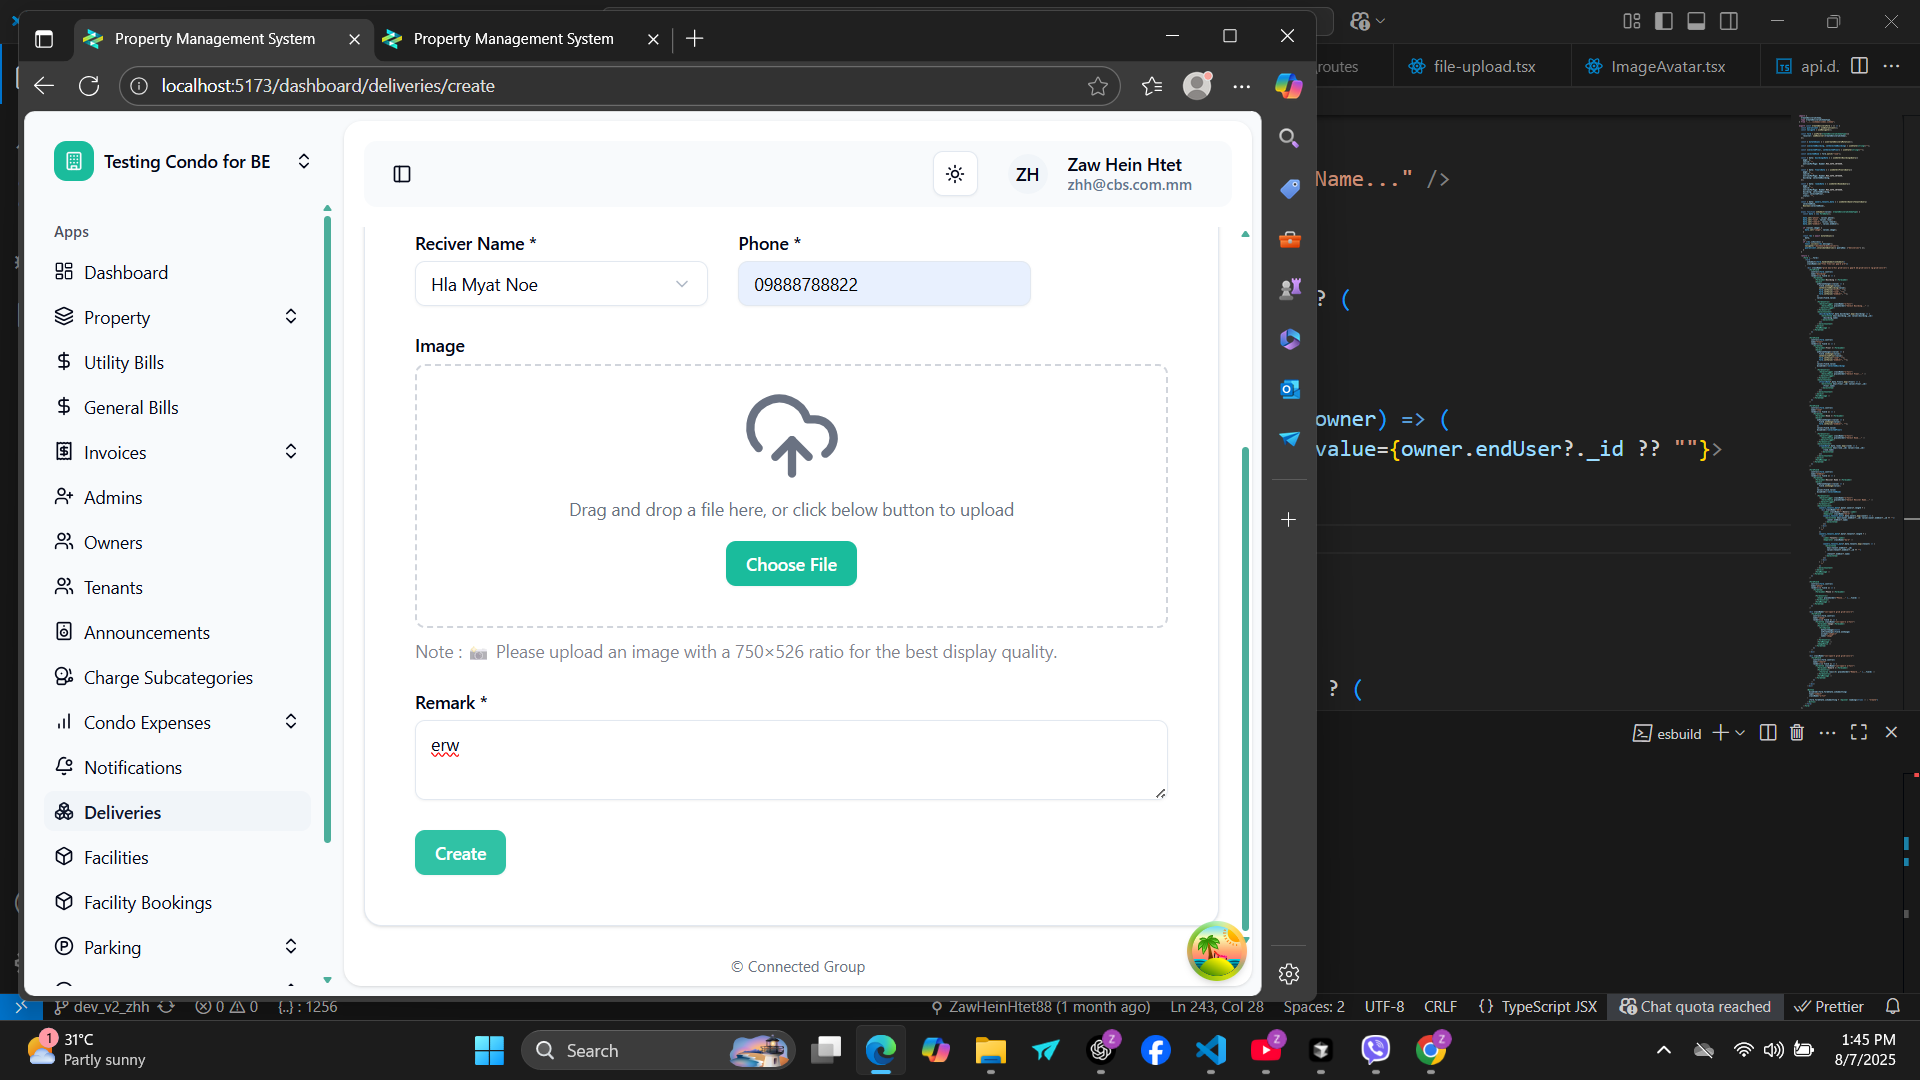 Property Management System
Property Management System
localhost:5173/dashboard/deliveries/create
routes
file-upload.tsx
ImageAvatar.tsx
TS
api.d.
Testing Condo for BE
ZH
Zaw Hein Htet
zhh@cbs.com.mm
Apps
Dashboard
Property
Utility Bills
General Bills
Invoices
Admins
Owners
Tenants
Announcements
Charge Subcategories
Condo Expenses
Notifications
Deliveries
Facilities
Facility Bookings
Parking
Reciver Name *
Phone *
Hla Myat Noe
09888788822
Image
Drag and drop a file here, or click below button to upload
Choose File
Note : 📸 Please upload an image with a 750×526 ratio for the best display quality.
Remark *
erw
Create
© Connected Group
Name..." />
? (
owner) => (
value={owner.endUser?._id ?? ""}>
? (
esbuild
dev_v2_zhh
0
0
{..} : 1256
ZawHeinHtet88 (1 month ago)
Ln 243, Col 28
Spaces: 2
UTF-8
CRLF
{} TypeScript JSX
Chat quota reached
Prettier
1
31°C
Partly sunny
Search
Z
Z
Z
1:45 PM
8/7/2025